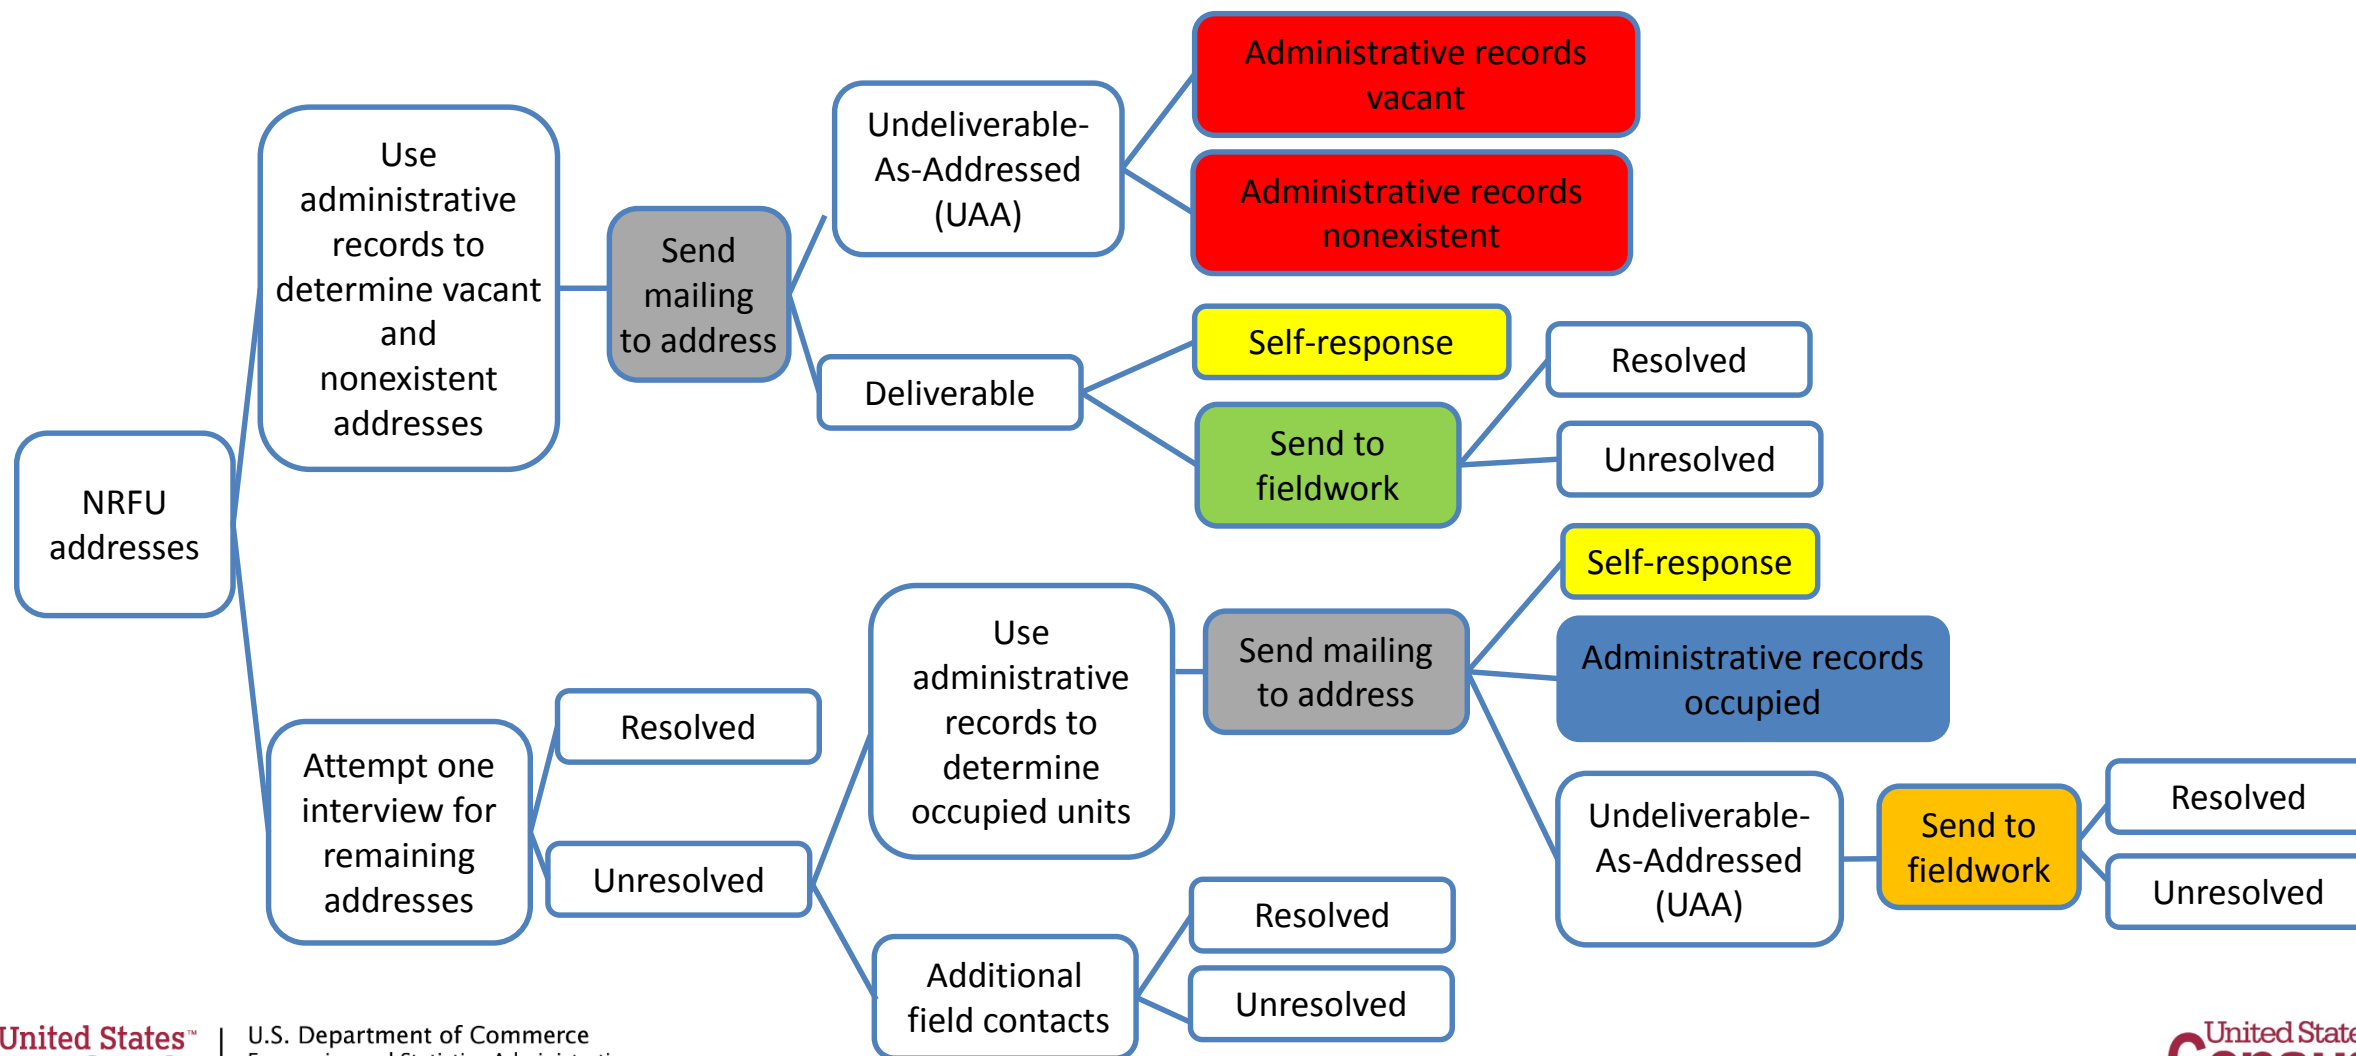 NRFU
addresses
Use
administrative
records to
determine vacant
and
nonexistent
addresses
Send
mailing
to address
Undeliverable-
As-Addressed
(UAA)
Administrative records
vacant
Administrative records
nonexistent
Deliverable
Self-response
Send to
fieldwork
Resolved
Unresolved
Attempt one
interview for
remaining
addresses
Resolved
Unresolved
Use
administrative
records to
determine
occupied units
Send mailing
to address
Self-response
Administrative records
occupied
Undeliverable-
As-Addressed
(UAA)
Send to
fieldwork
Resolved
Unresolved
Additional
field contacts
Resolved
Unresolved
United States™
U.S. Department of Commerce
United States